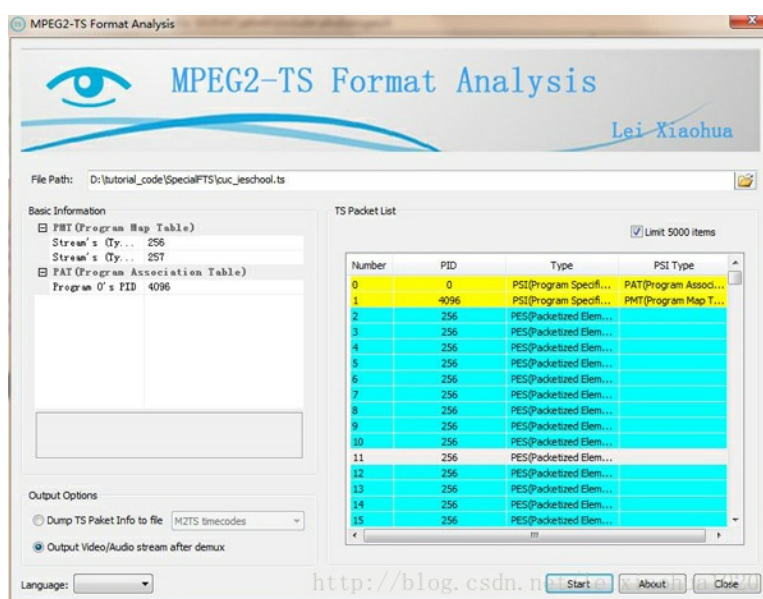 MPEG2-TS Format Analysis
MPEG2-TS Format Analysis
Lei Xiaohua
File Path: D:\tutorial_code\SpecialFTS\cuc_ieschool.ts
Basic Information
PMT(Program Map Table)
Stream's (Ty... 256
Stream's (Ty... 257
PAT(Program Association Table)
Program 0's PID 4096
TS Packet List
Limit 5000 items
Number PID Type PSI Type
0 0 PSI(Program Specifi... PAT(Program Associ...
1 4096 PSI(Program Specifi... PMT(Program Map T...
2 256 PES(Packetized Elem...
3 256 PES(Packetized Elem...
4 256 PES(Packetized Elem...
5 256 PES(Packetized Elem...
6 256 PES(Packetized Elem...
7 256 PES(Packetized Elem...
8 256 PES(Packetized Elem...
9 256 PES(Packetized Elem...
10 256 PES(Packetized Elem...
11 256 PES(Packetized Elem...
12 256 PES(Packetized Elem...
13 256 PES(Packetized Elem...
14 256 PES(Packetized Elem...
15 256 PES(Packetized Elem...
Output Options
Dump TS Paket Info to file M2TS timecodes
Output Video/Audio stream after demux
Language:
Start About Close
http://blog.csdn.